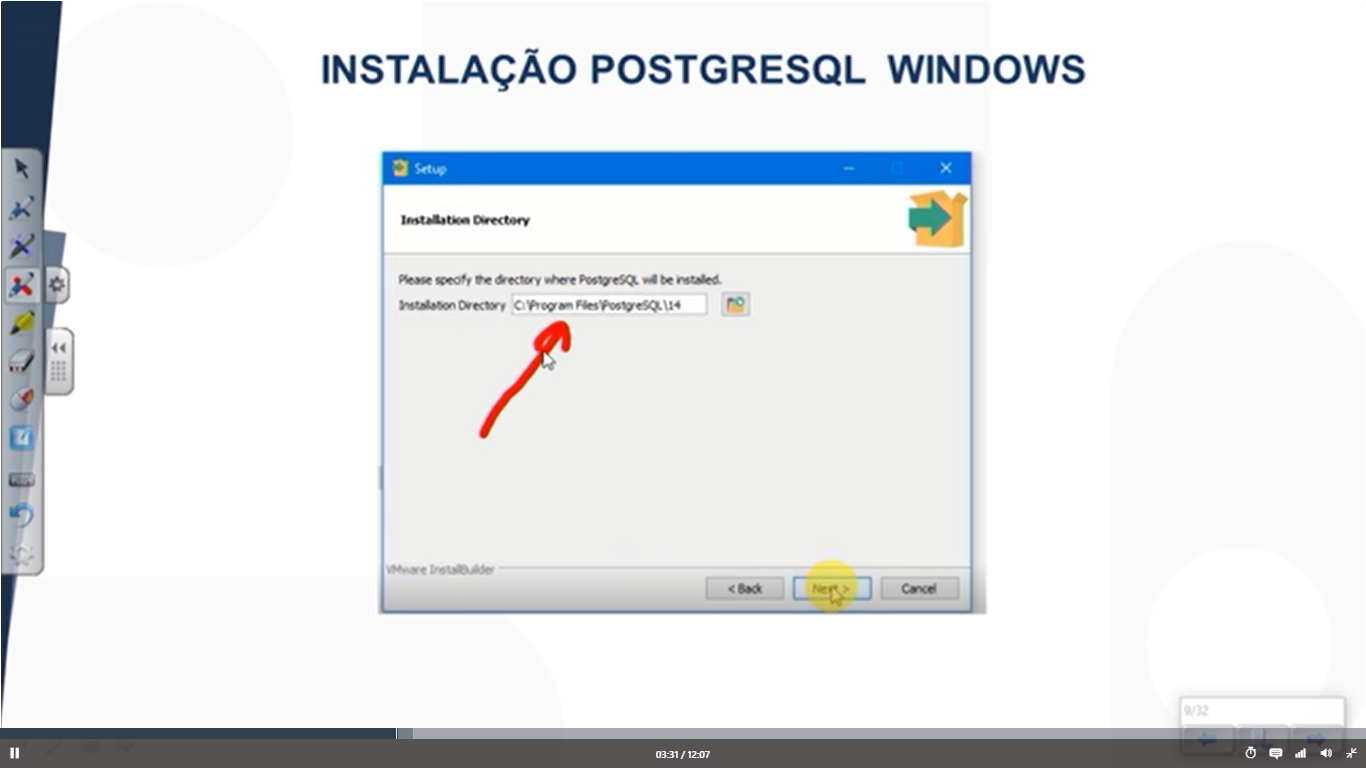 INSTALAÇÃO POSTGRESQL WINDOWS
Setup
Installation Directory
Please specify the directory where PostgreSQL will be installed.
Installation Directory C:\Program Files\PostgreSQL\14
VMware InstallBuilder
< Back Next > Cancel
9/32
03:31 / 12:07